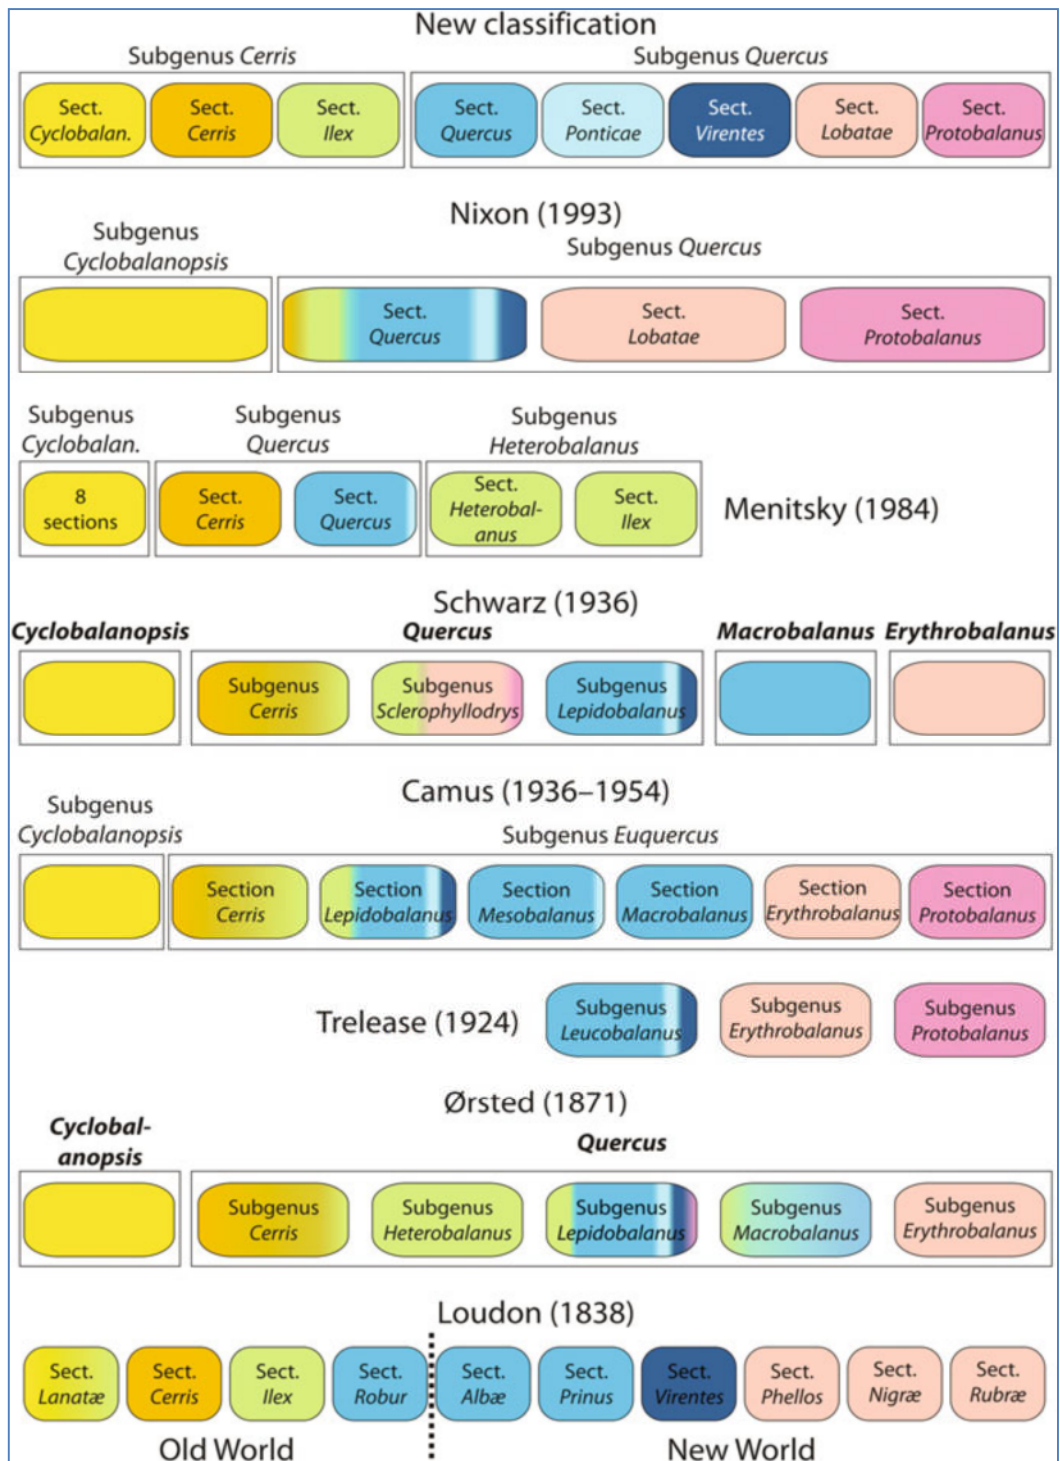 New classification
Subgenus Cerris
Subgenus Quercus
Sect.
Cyclobalan.
Sect.
Cerris
Sect.
Ilex
Sect.
Quercus
Sect.
Ponticae
Sect.
Virentes
Sect.
Lobatae
Sect.
Protobalanus
Nixon (1993)
Subgenus
Cyclobalanopsis
Subgenus Quercus
Sect.
Quercus
Sect.
Lobatae
Sect.
Protobalanus
Subgenus
Cyclobalan.
Subgenus
Quercus
Subgenus
Heterobalanus
8
sections
Sect.
Cerris
Sect.
Quercus
Sect.
Heterobal-
anus
Sect.
Ilex
Menitsky (1984)
Schwarz (1936)
Cyclobalanopsis
Quercus
Macrobalanus
Erythrobalanus
Subgenus
Cerris
Subgenus
Sclerophyllodrys
Subgenus
Lepidobalanus
Camus (1936–1954)
Subgenus
Cyclobalanopsis
Subgenus Euquercus
Section
Cerris
Section
Lepidobalanus
Section
Mesobalanus
Section
Macrobalanus
Section
Erythrobalanus
Section
Protobalanus
Trelease (1924)
Subgenus
Leucobalanus
Subgenus
Erythrobalanus
Subgenus
Protobalanus
Ørsted (1871)
Cyclobal-
anopsis
Quercus
Subgenus
Cerris
Subgenus
Heterobalanus
Subgenus
Lepidobalanus
Subgenus
Macrobalanus
Subgenus
Erythrobalanus
Loudon (1838)
Sect.
Lanatæ
Sect.
Cerris
Sect.
Ilex
Sect.
Robur
Sect.
Albæ
Sect.
Prinus
Sect.
Virentes
Sect.
Phellos
Sect.
Nigræ
Sect.
Rubræ
Old World
New World